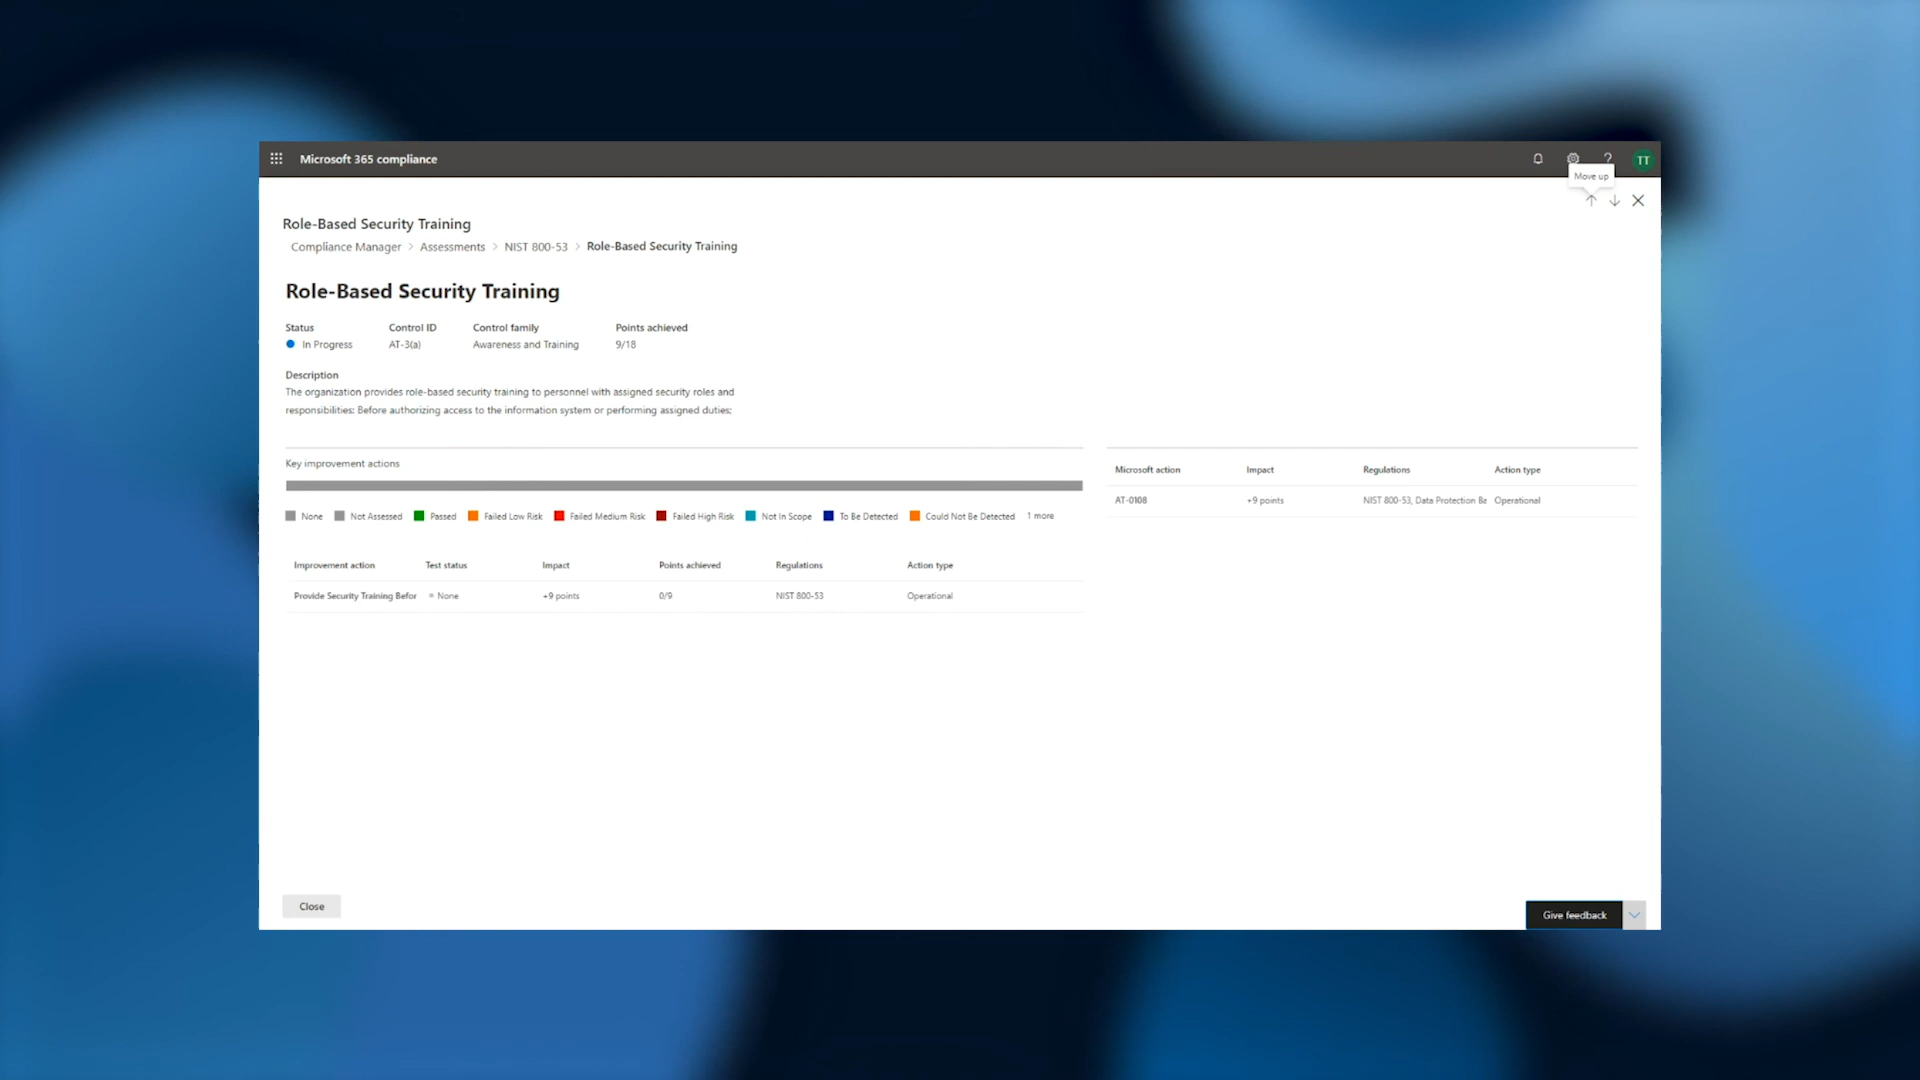 Microsoft 365 compliance
?
TT
Move up
Role-Based Security Training
Compliance Manager > Assessments > NIST 800-53 > Role-Based Security Training
Role-Based Security Training
Status Control ID Control family Points achieved
In Progress AT-3(a) Awareness and Training 9/18
Description
The organization provides role-based security training to personnel with assigned security roles and
responsibilities: Before authorizing access to the information system or performing assigned duties;
Key improvement actions
None Not Assessed Passed Failed Low Risk Failed Medium Risk Failed High Risk Not In Scope To Be Detected Could Not Be Detected 1 more
Improvement action Test status Impact Points achieved Regulations Action type
Provide Security Training Befor None +9 points 0/9 NIST 800-53 Operational
Microsoft action Impact Regulations Action type
AT-0108 +9 points NIST 800-53, Data Protection Ba Operational
Close
Give feedback